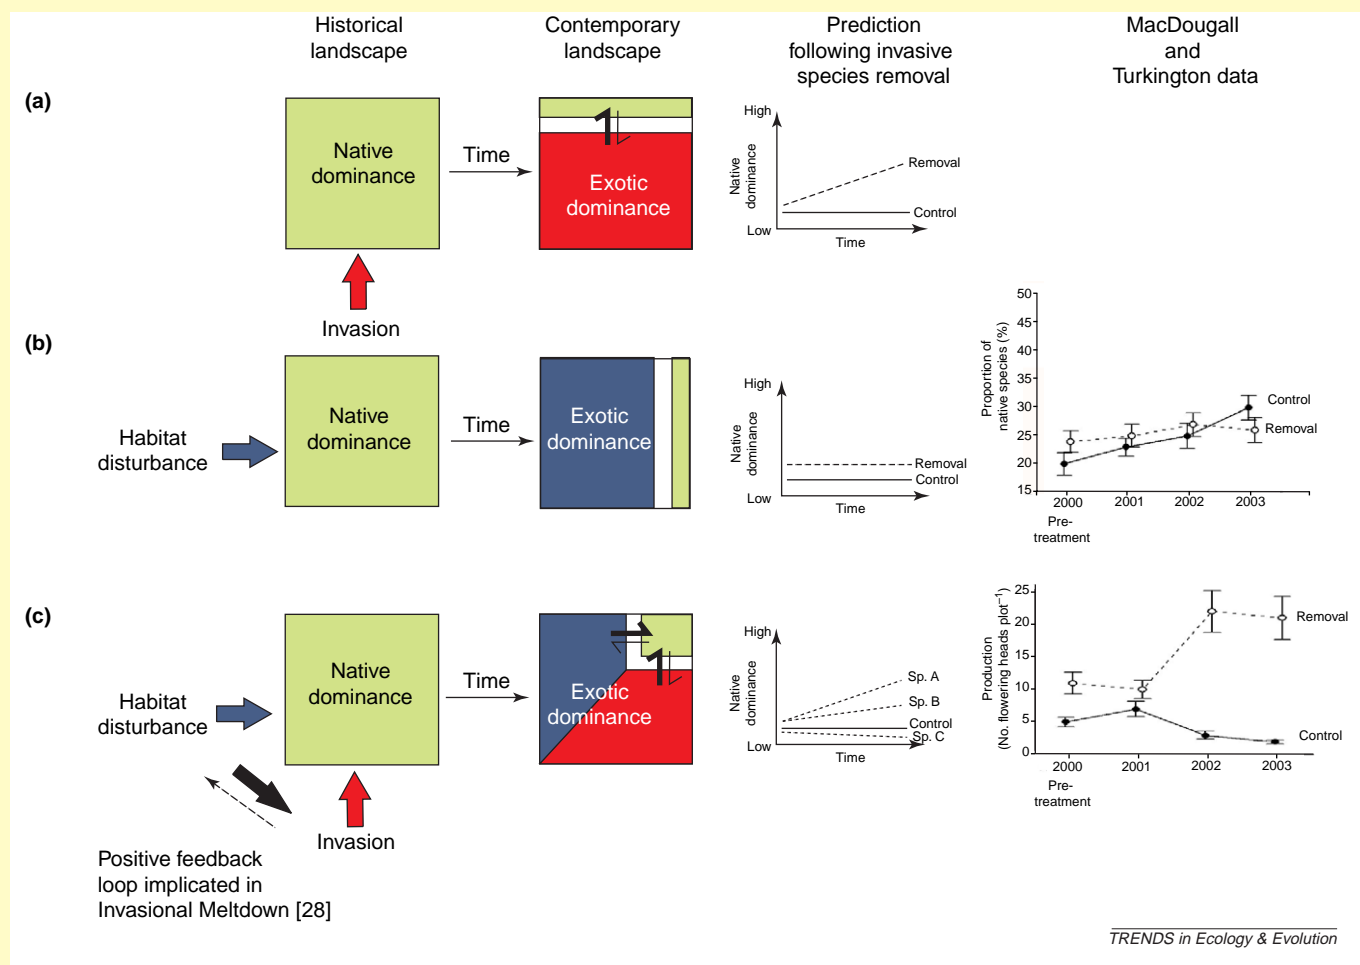 Historical
landscape
Contemporary
landscape
Prediction
following invasive
species removal
MacDougall
and
Turkington data
(a)
Native
dominance
Time
Exotic
dominance
Invasion
High
Native
dominance
Low
Time
Removal
Control
(b)
Habitat
disturbance
Native
dominance
Time
Exotic
dominance
High
Native
dominance
Low
Time
Removal
Control
Proportion of
native species (%)
50
45
40
35
30
25
20
15
2000
2001
2002
2003
Pre-
treatment
Control
Removal
(c)
Habitat
disturbance
Native
dominance
Time
Exotic
dominance
Invasion
Positive feedback
loop implicated in
Invasional Meltdown [28]
High
Native
dominance
Low
Time
Sp. A
Sp. B
Control
Sp. C
Production
(No. flowering heads plot⁻¹)
25
20
15
10
5
0
2000
2001
2002
2003
Pre-
treatment
Removal
Control
TRENDS in Ecology & Evolution